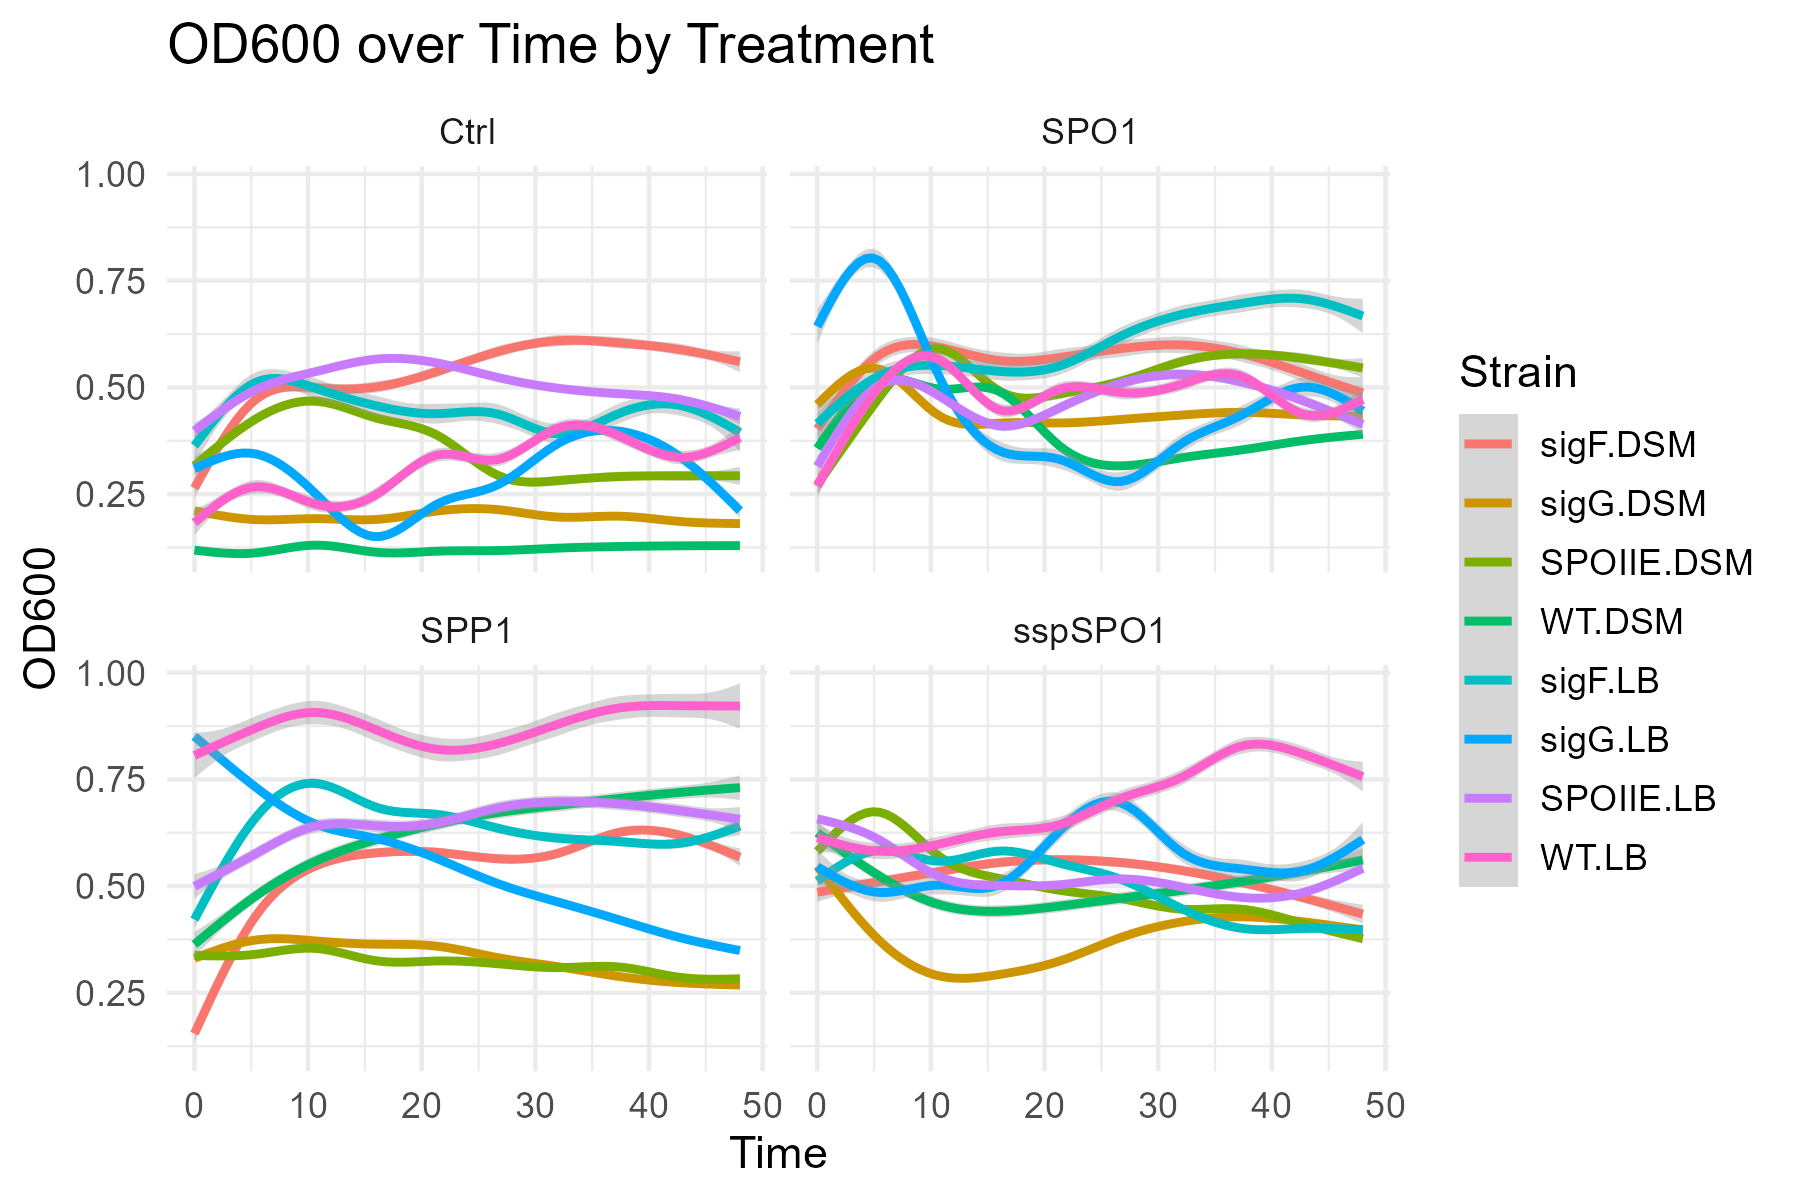 OD600 over Time by Treatment
Ctrl
SPO1
1.00
0.75
0.50
0.25
SPP1
sspSPO1
1.00
0.75
0.50
0.25
0 10 20 30 40 50
0 10 20 30 40 50
Time
OD600
Strain
sigF.DSM
sigG.DSM
SPOIIE.DSM
WT.DSM
sigF.LB
sigG.LB
SPOIIE.LB
WT.LB